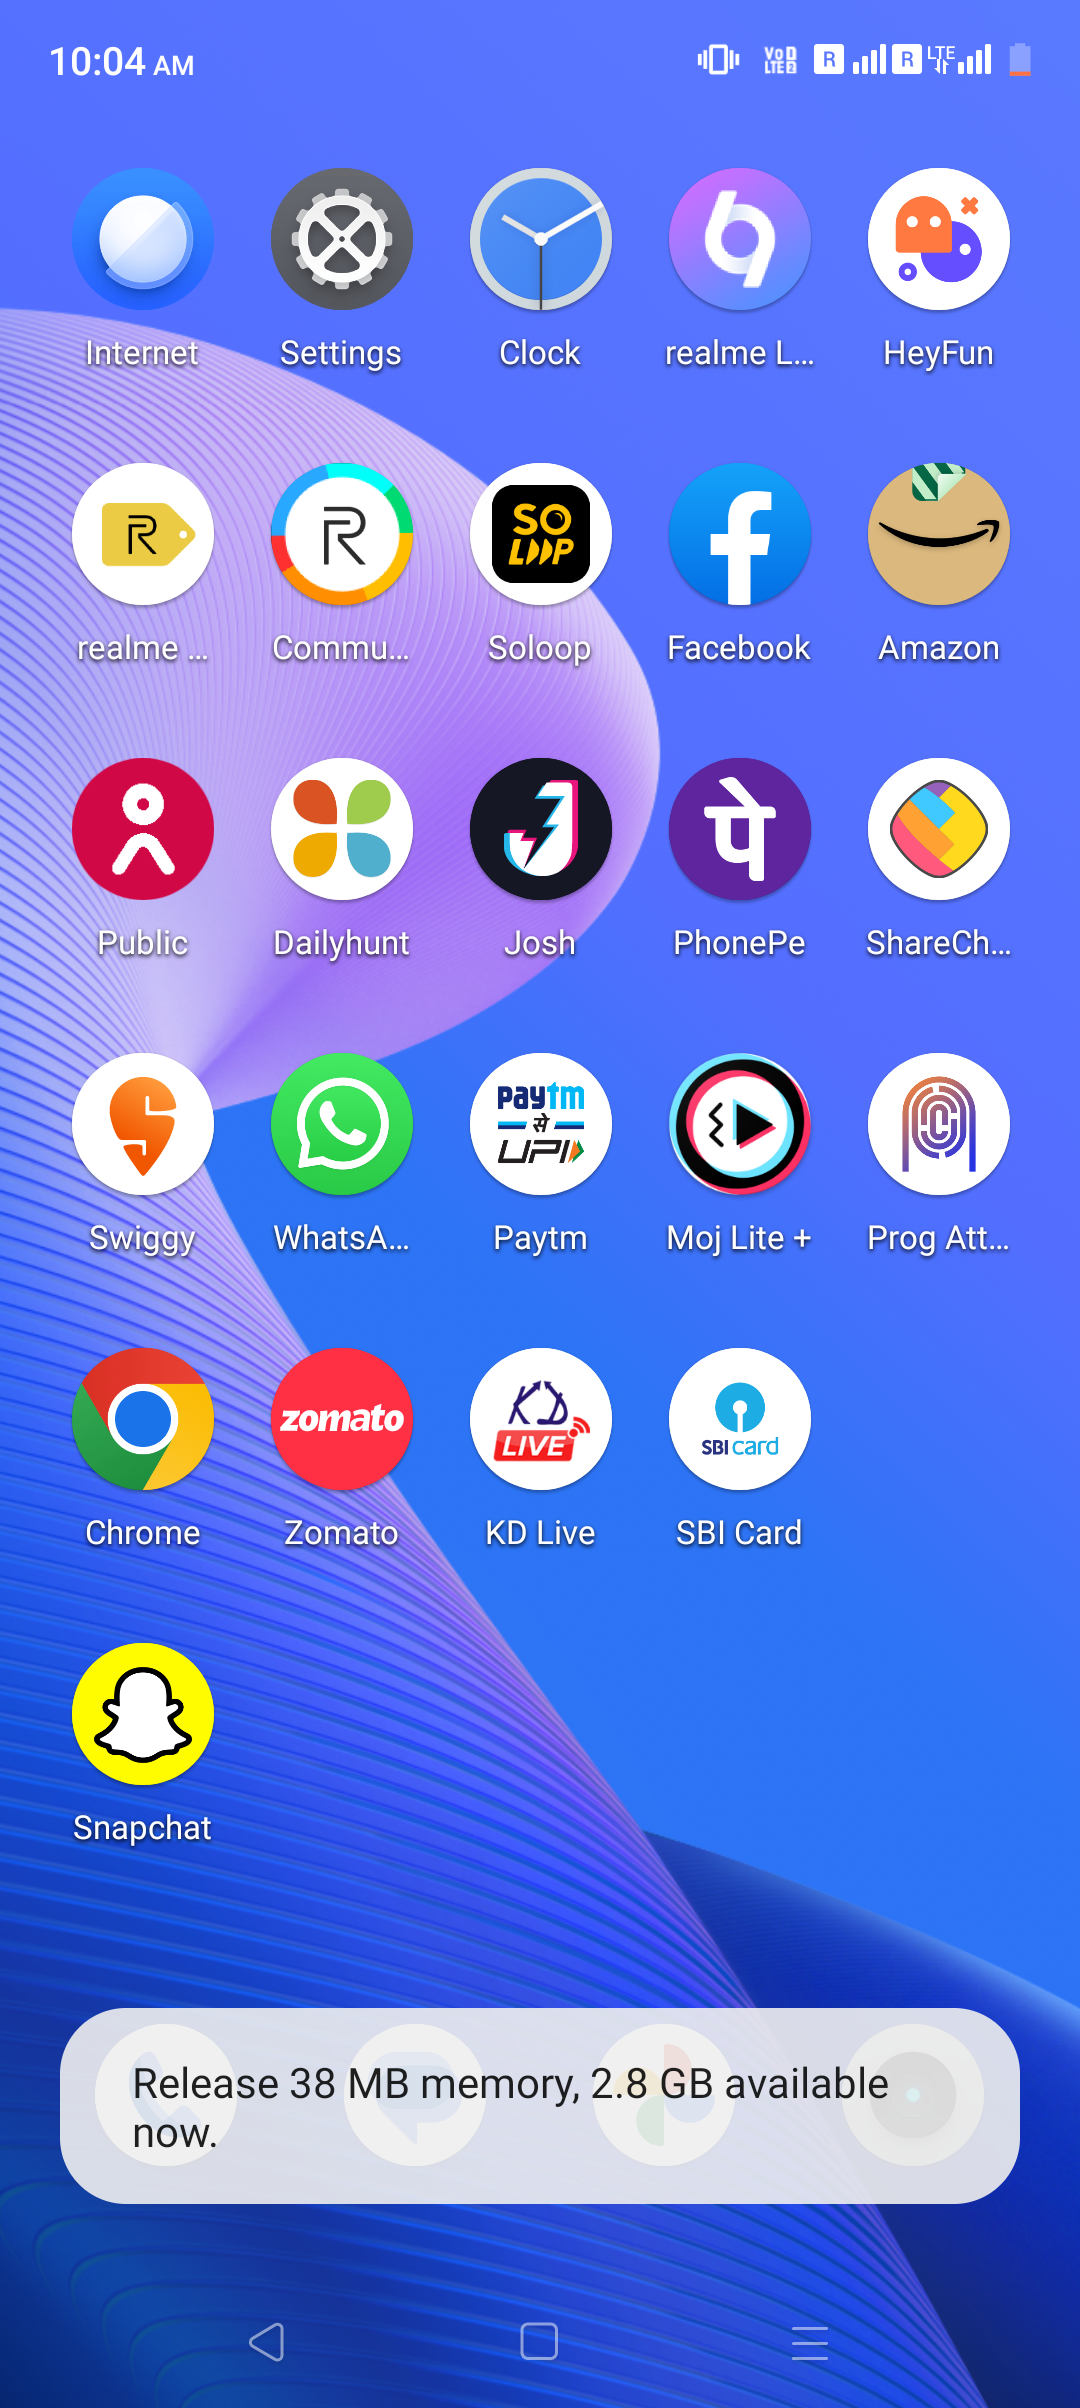 10:04 AM
Vo 1 LTE 2 R R LTE
Internet Settings Clock realme L... HeyFun
R R SO LOOP
realme ... Commu... Soloop Facebook Amazon
पे
Public Dailyhunt Josh PhonePe ShareCh...
paytm से UPI
Swiggy WhatsA... Paytm Moj Lite + Prog Att...
zomato KD LIVE SBI card
Chrome Zomato KD Live SBI Card
Snapchat
Release 38 MB memory, 2.8 GB available
now.